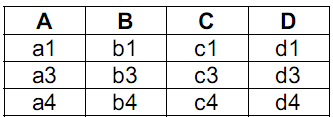 A B C D
a1 b1 c1 d1
a3 b3 c3 d3
a4 b4 c4 d4